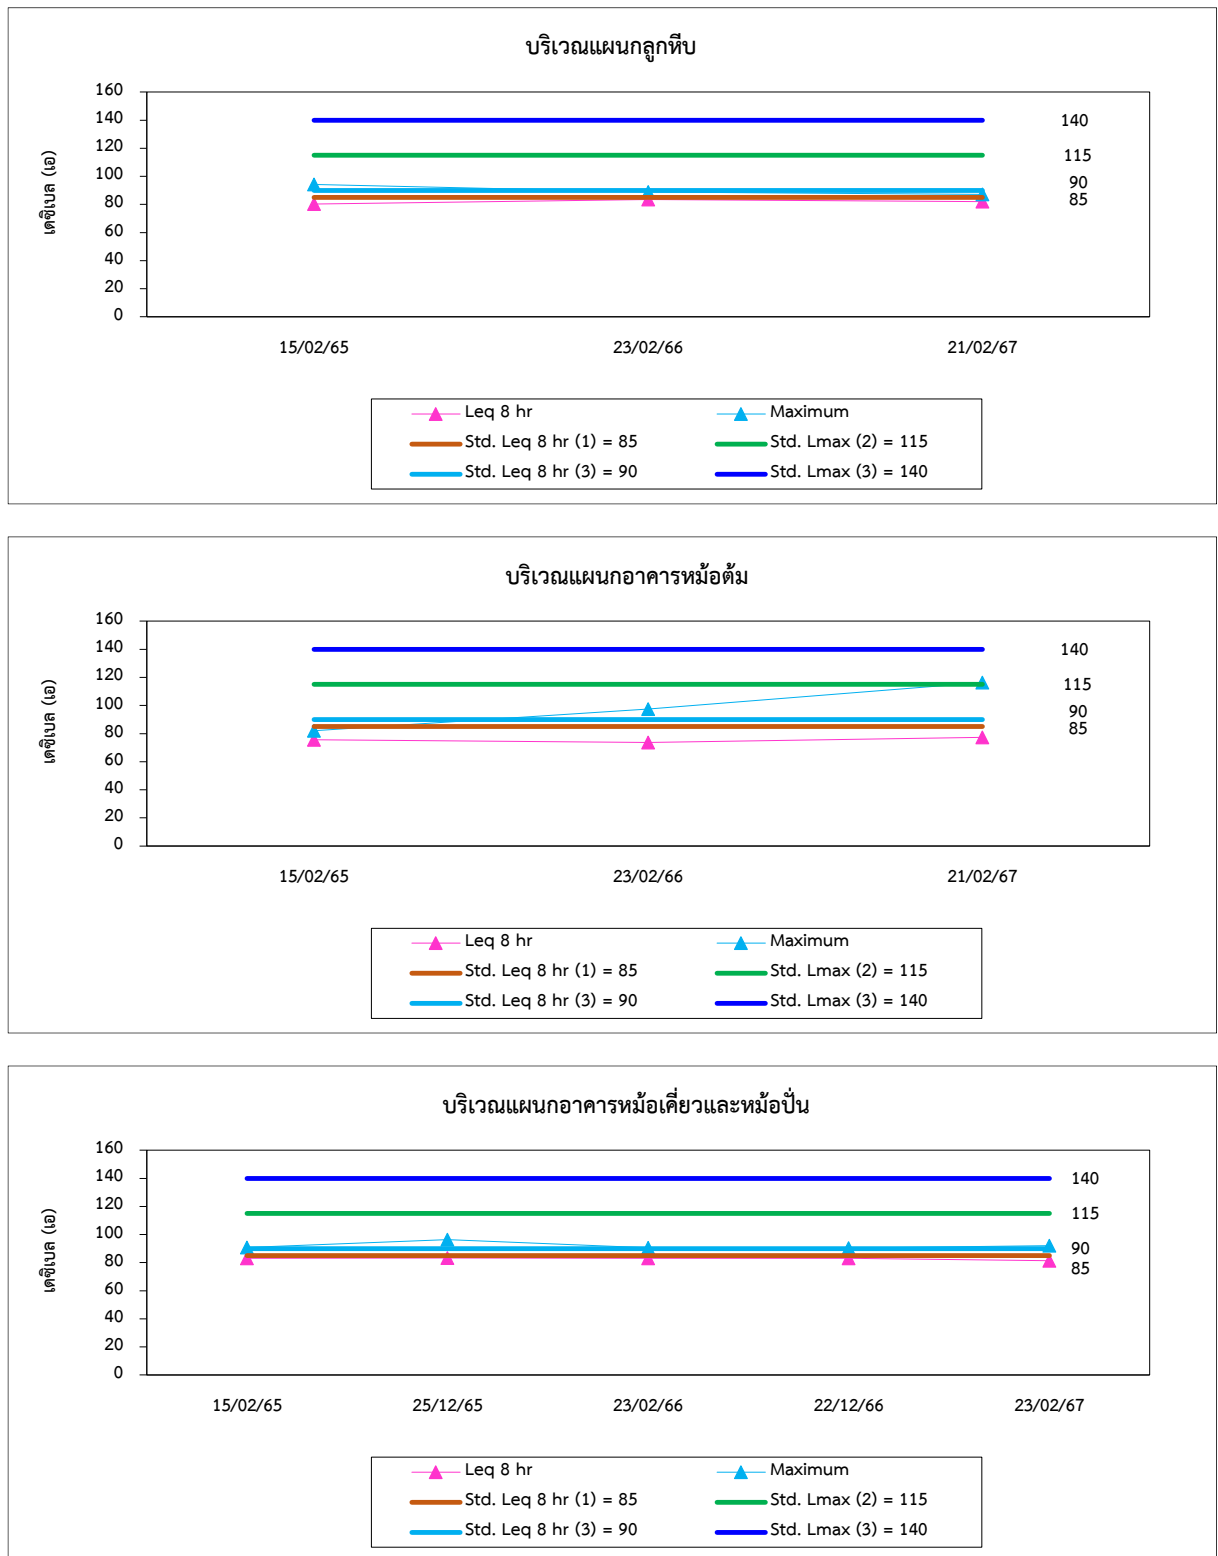 บริเวณแผนกลูกหีบ
เดซิเบล (เอ)
160
140
120
100
80
60
40
20
0
140
115
90
85
15/02/65 23/02/66 21/02/67
Leq 8 hr Maximum
Std. Leq 8 hr (1) = 85 Std. Lmax (2) = 115
Std. Leq 8 hr (3) = 90 Std. Lmax (3) = 140
บริเวณแผนกอาคารหม้อต้ม
เดซิเบล (เอ)
160
140
120
100
80
60
40
20
0
140
115
90
85
15/02/65 23/02/66 21/02/67
Leq 8 hr Maximum
Std. Leq 8 hr (1) = 85 Std. Lmax (2) = 115
Std. Leq 8 hr (3) = 90 Std. Lmax (3) = 140
บริเวณแผนกอาคารหม้อเคี่ยวและหม้อปั่น
เดซิเบล (เอ)
160
140
120
100
80
60
40
20
0
140
115
90
85
15/02/65 25/12/65 23/02/66 22/12/66 23/02/67
Leq 8 hr Maximum
Std. Leq 8 hr (1) = 85 Std. Lmax (2) = 115
Std. Leq 8 hr (3) = 90 Std. Lmax (3) = 140